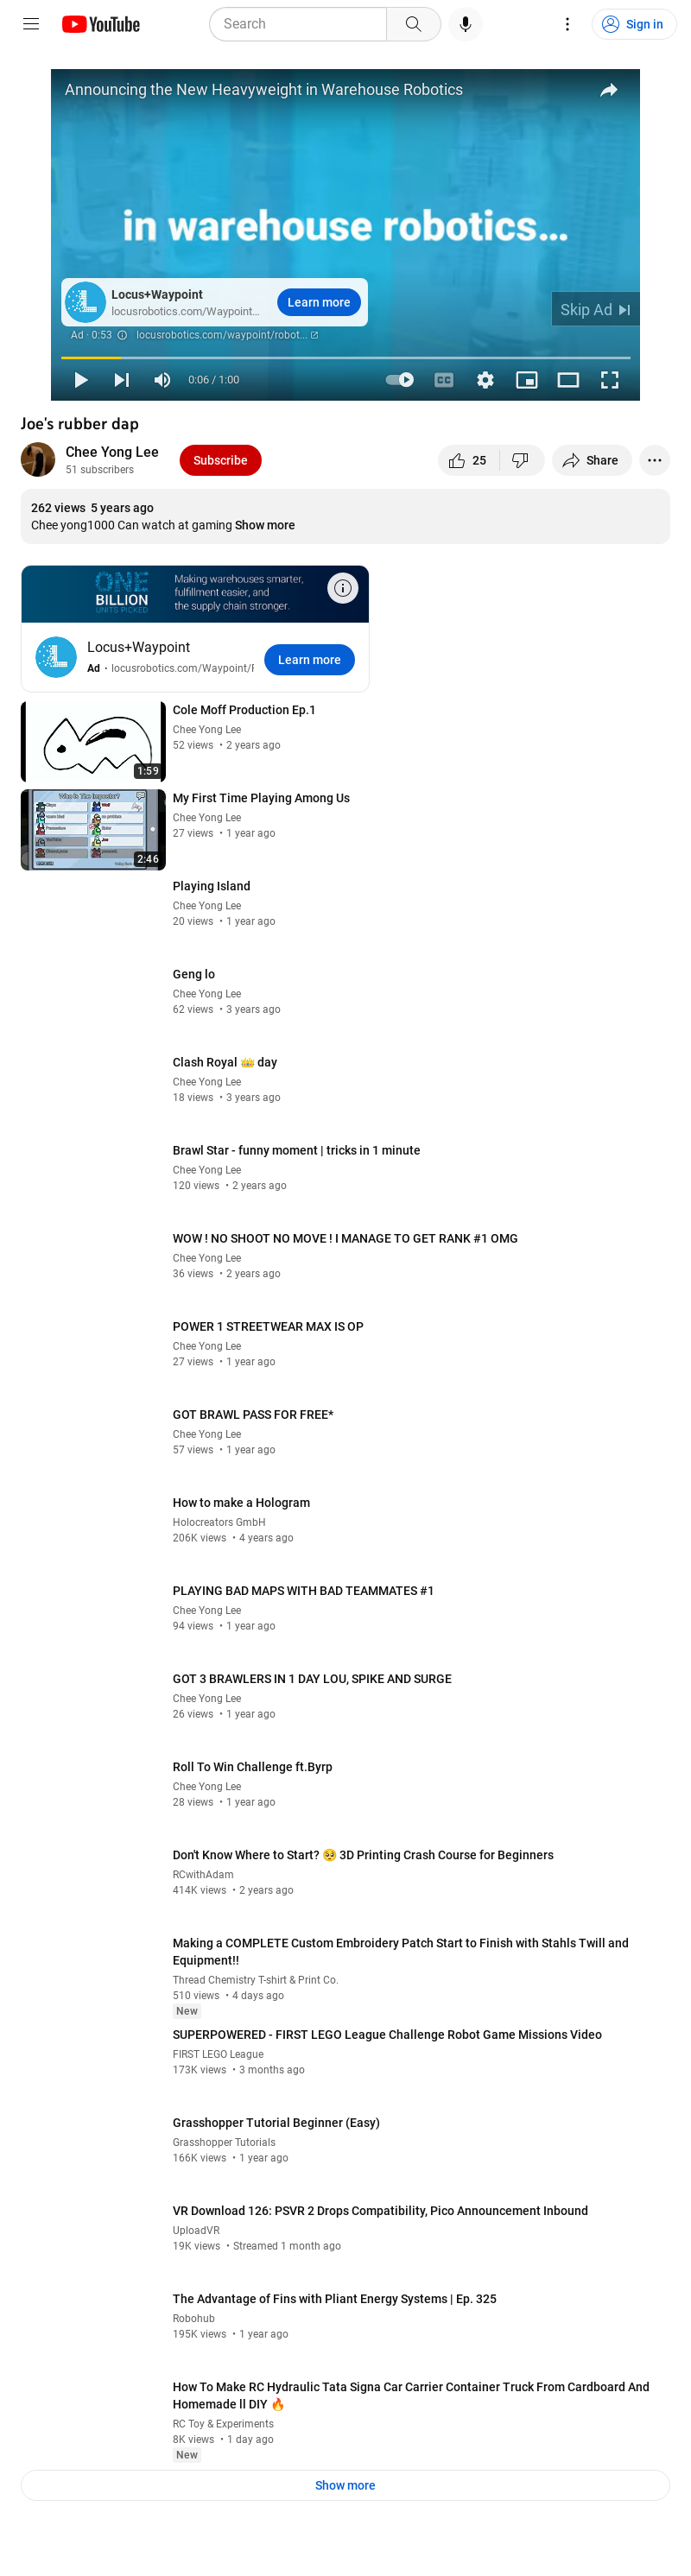 YouTube
Search
Sign in
Announcing the New Heavyweight in Warehouse Robotics
in warehouse robotics...
Locus+Waypoint
locusrobotics.com/Waypoint...
Learn more
Skip Ad
Ad · 0:53
locusrobotics.com/waypoint/robot...
0:06 / 1:00
CC
Joe's rubber dap
Chee Yong Lee
51 subscribers
Subscribe
25
Share
262 views 5 years ago
Chee yong1000 Can watch at gaming Show more
ONE
BILLION
UNITS PICKED
Making warehouses smarter,
fulfillment easier, and
the supply chain stronger.
Locus+Waypoint
Ad • locusrobotics.com/Waypoint/
Learn more
1:59
Cole Moff Production Ep.1
Chee Yong Lee
52 views • 2 years ago
Who Is The Impostor?
2:46
My First Time Playing Among Us
Chee Yong Lee
27 views • 1 year ago
Playing Island
Chee Yong Lee
20 views • 1 year ago
Geng lo
Chee Yong Lee
62 views • 3 years ago
Clash Royal 👑 day
Chee Yong Lee
18 views • 3 years ago
Brawl Star - funny moment | tricks in 1 minute
Chee Yong Lee
120 views • 2 years ago
WOW ! NO SHOOT NO MOVE ! I MANAGE TO GET RANK #1 OMG
Chee Yong Lee
36 views • 2 years ago
POWER 1 STREETWEAR MAX IS OP
Chee Yong Lee
27 views • 1 year ago
GOT BRAWL PASS FOR FREE*
Chee Yong Lee
57 views • 1 year ago
How to make a Hologram
Holocreators GmbH
206K views • 4 years ago
PLAYING BAD MAPS WITH BAD TEAMMATES #1
Chee Yong Lee
94 views • 1 year ago
GOT 3 BRAWLERS IN 1 DAY LOU, SPIKE AND SURGE
Chee Yong Lee
26 views • 1 year ago
Roll To Win Challenge ft.Byrp
Chee Yong Lee
28 views • 1 year ago
Don't Know Where to Start? 🥺 3D Printing Crash Course for Beginners
RCwithAdam
414K views • 2 years ago
Making a COMPLETE Custom Embroidery Patch Start to Finish with Stahls Twill and
Equipment!!
Thread Chemistry T-shirt & Print Co.
510 views • 4 days ago
New
SUPERPOWERED - FIRST LEGO League Challenge Robot Game Missions Video
FIRST LEGO League
173K views • 3 months ago
Grasshopper Tutorial Beginner (Easy)
Grasshopper Tutorials
166K views • 1 year ago
VR Download 126: PSVR 2 Drops Compatibility, Pico Announcement Inbound
UploadVR
19K views • Streamed 1 month ago
The Advantage of Fins with Pliant Energy Systems | Ep. 325
Robohub
195K views • 1 year ago
How To Make RC Hydraulic Tata Signa Car Carrier Container Truck From Cardboard And
Homemade ll DIY 🔥
RC Toy & Experiments
8K views • 1 day ago
New
Show more